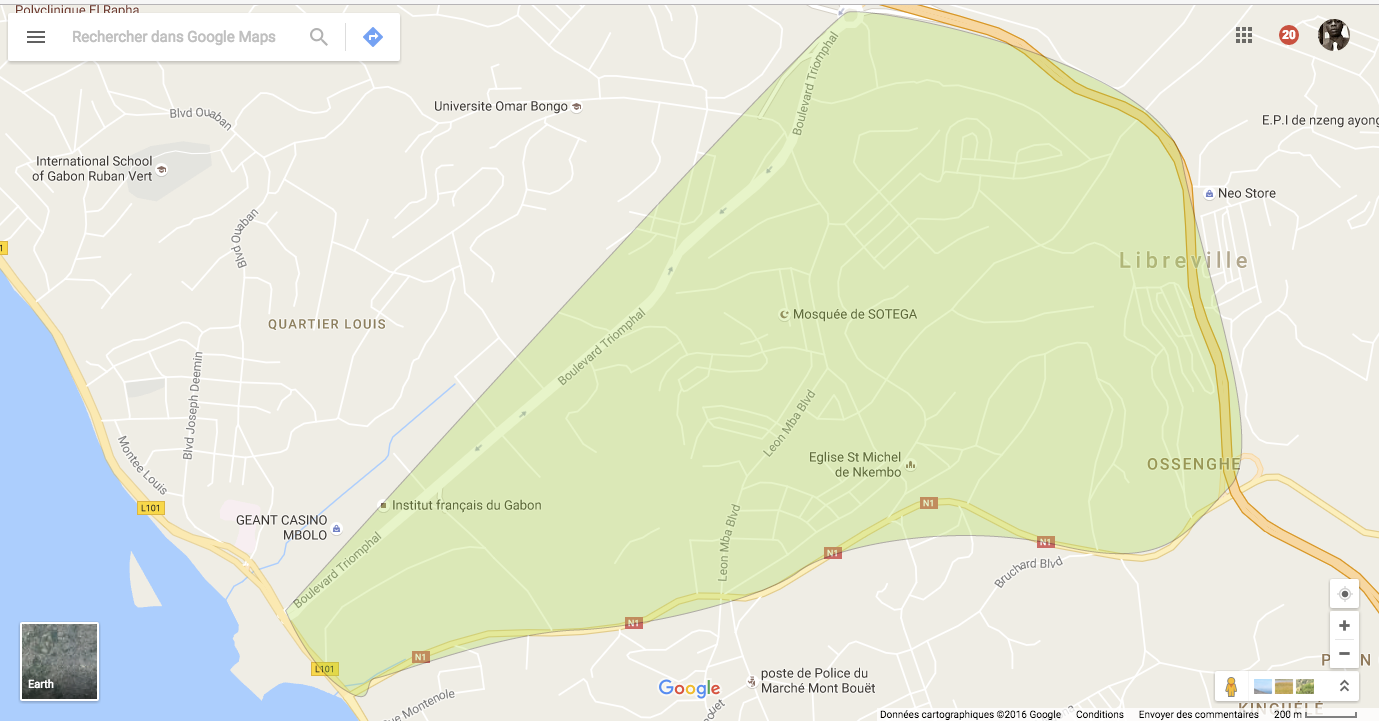 Polyclinique El Rapha
Rechercher dans Google Maps
20
Boulevard Triomphal
Universite Omar Bongo
Blvd Ouaban
E.P.I de nzeng ayong
International School
of Gabon Ruban Vert
Neo Store
Blvd Ouaban
1
Libreville
Mosquée de SOTEGA
QUARTIER LOUIS
Boulevard Triomphal
Blvd Joseph Deemin
Leon Mba Blvd
Montee Louis
Eglise St Michel
de Nkembo
OSSENGHE
L101
Institut français du Gabon
N1
GEANT CASINO
MBOLO
Leon Mba Blvd
N1
N1
Boulevard Triomphal
Bruchard Blvd
N1
N1
L101
Earth
Google
poste de Police du
Marché Mont Bouët
KINGUÉLÉ
Données cartographiques ©2016 Google
Conditions
Envoyer des commentaires
200 m